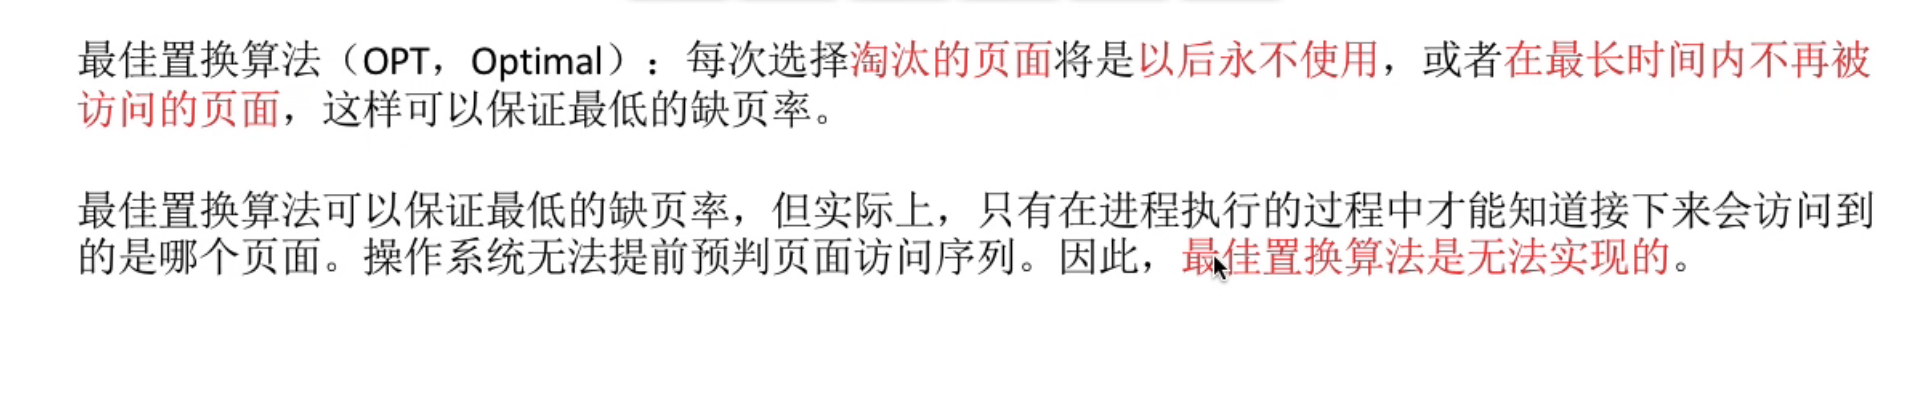 最佳置换算法（OPT，Optimal）：每次选择淘汰的页面将是以后永不使用，或者在最长时间内不再被
访问的页面，这样可以保证最低的缺页率。
最佳置换算法可以保证最低的缺页率，但实际上，只有在进程执行的过程中才能知道接下来会访问到
的是哪个页面。操作系统无法提前预判页面访问序列。因此，最佳置换算法是无法实现的。